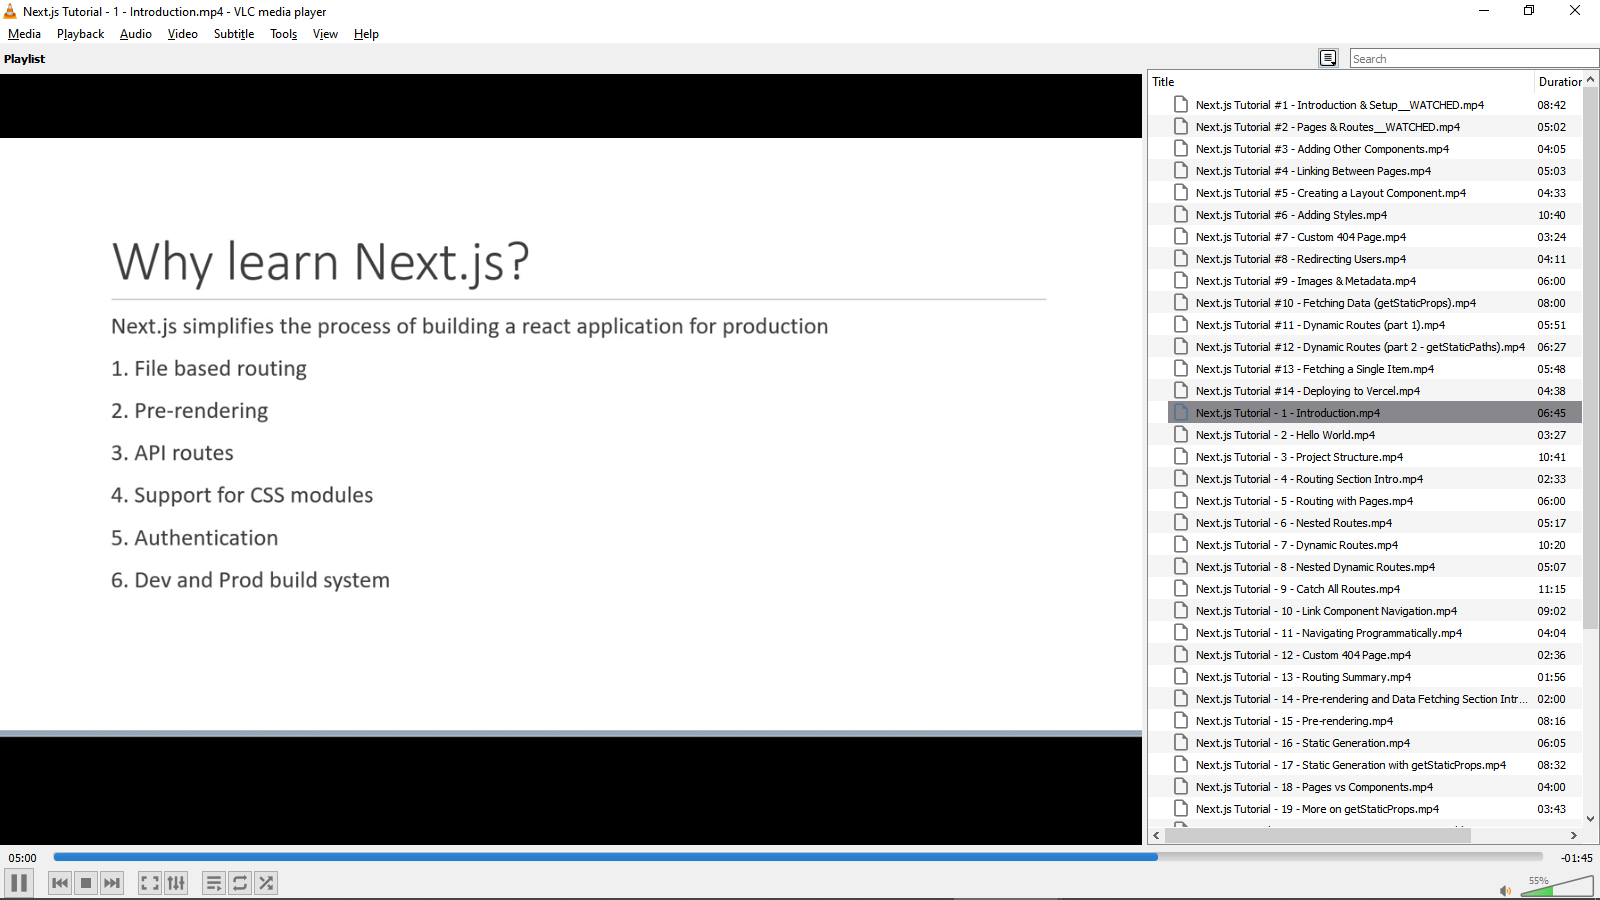 Next.js Tutorial - 1 - Introduction.mp4 - VLC media player
Media Playback Audio Video Subtitle Tools View Help
Playlist
Search
Why learn Next.js?
Next.js simplifies the process of building a react application for production
1. File based routing
2. Pre-rendering
3. API routes
4. Support for CSS modules
5. Authentication
6. Dev and Prod build system
Title Duration
Next.js Tutorial #1 - Introduction & Setup__WATCHED.mp4 08:42
Next.js Tutorial #2 - Pages & Routes__WATCHED.mp4 05:02
Next.js Tutorial #3 - Adding Other Components.mp4 04:05
Next.js Tutorial #4 - Linking Between Pages.mp4 05:03
Next.js Tutorial #5 - Creating a Layout Component.mp4 04:33
Next.js Tutorial #6 - Adding Styles.mp4 10:40
Next.js Tutorial #7 - Custom 404 Page.mp4 03:24
Next.js Tutorial #8 - Redirecting Users.mp4 04:11
Next.js Tutorial #9 - Images & Metadata.mp4 06:00
Next.js Tutorial #10 - Fetching Data (getStaticProps).mp4 08:00
Next.js Tutorial #11 - Dynamic Routes (part 1).mp4 05:51
Next.js Tutorial #12 - Dynamic Routes (part 2 - getStaticPaths).mp4 06:27
Next.js Tutorial #13 - Fetching a Single Item.mp4 05:48
Next.js Tutorial #14 - Deploying to Vercel.mp4 04:38
Next.js Tutorial - 1 - Introduction.mp4 06:45
Next.js Tutorial - 2 - Hello World.mp4 03:27
Next.js Tutorial - 3 - Project Structure.mp4 10:41
Next.js Tutorial - 4 - Routing Section Intro.mp4 02:33
Next.js Tutorial - 5 - Routing with Pages.mp4 06:00
Next.js Tutorial - 6 - Nested Routes.mp4 05:17
Next.js Tutorial - 7 - Dynamic Routes.mp4 10:20
Next.js Tutorial - 8 - Nested Dynamic Routes.mp4 05:07
Next.js Tutorial - 9 - Catch All Routes.mp4 11:15
Next.js Tutorial - 10 - Link Component Navigation.mp4 09:02
Next.js Tutorial - 11 - Navigating Programmatically.mp4 04:04
Next.js Tutorial - 12 - Custom 404 Page.mp4 02:36
Next.js Tutorial - 13 - Routing Summary.mp4 01:56
Next.js Tutorial - 14 - Pre-rendering and Data Fetching Section Intr... 02:00
Next.js Tutorial - 15 - Pre-rendering.mp4 08:16
Next.js Tutorial - 16 - Static Generation.mp4 06:05
Next.js Tutorial - 17 - Static Generation with getStaticProps.mp4 08:32
Next.js Tutorial - 18 - Pages vs Components.mp4 04:00
Next.js Tutorial - 19 - More on getStaticProps.mp4 03:43
05:00 -01:45
55%